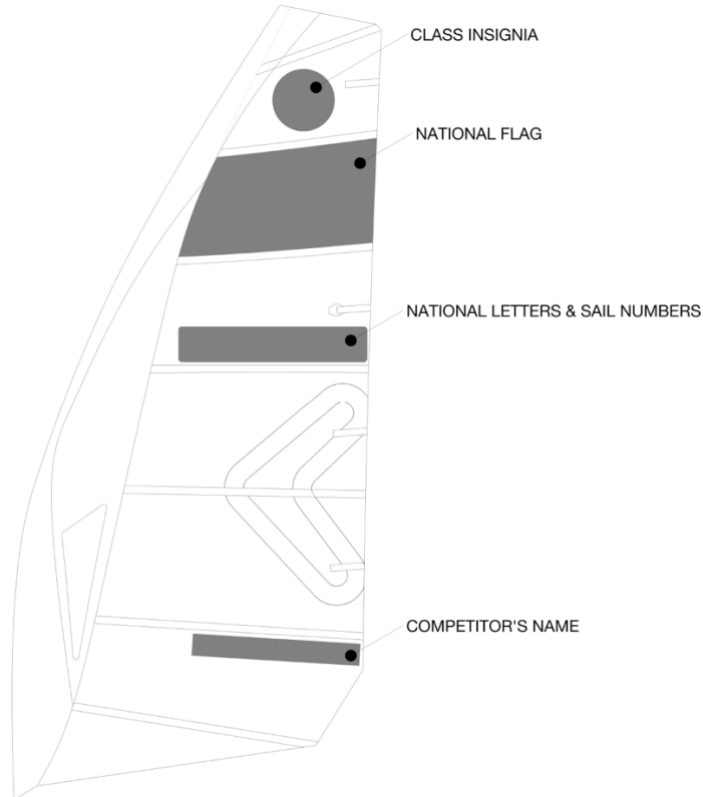 CLASS INSIGNIA
NATIONAL FLAG
NATIONAL LETTERS & SAIL NUMBERS
COMPETITOR'S NAME